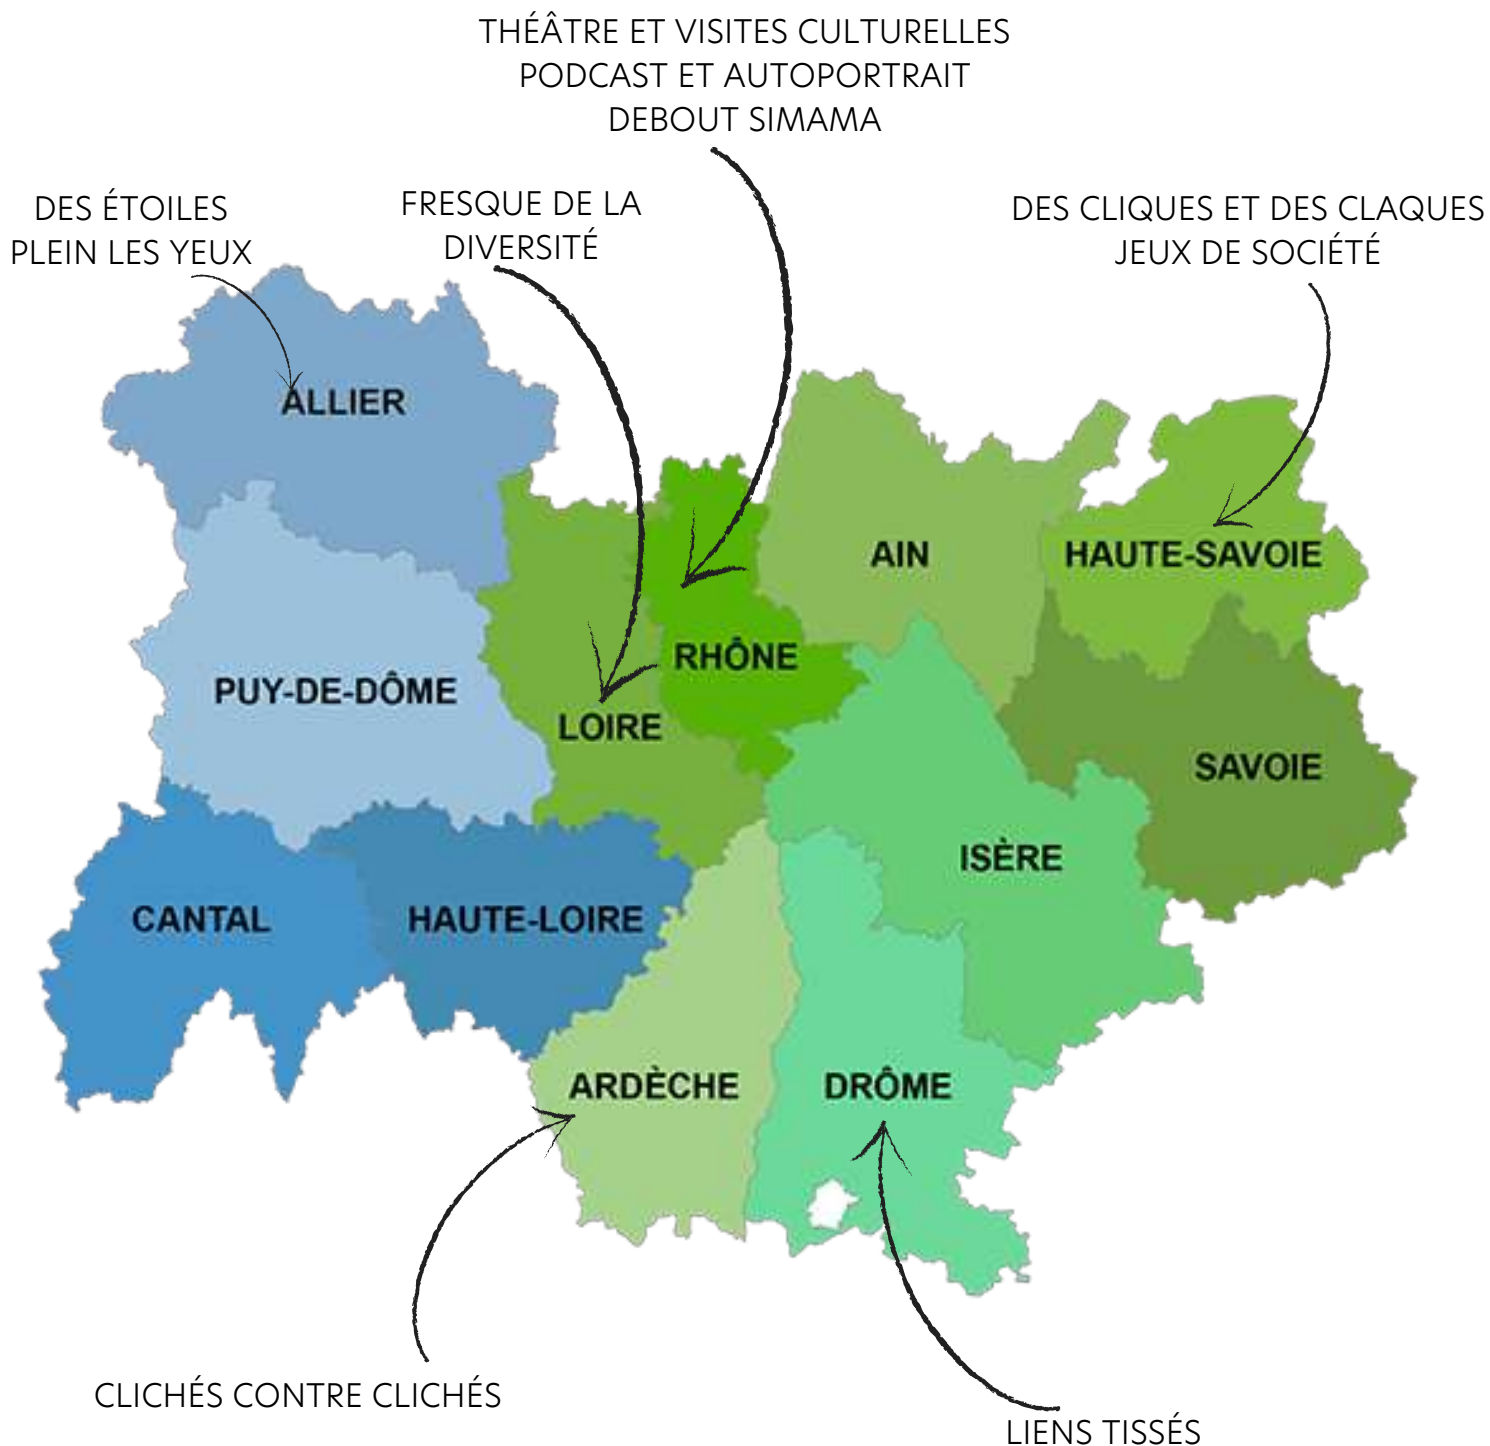 THÉÂTRE ET VISITES CULTURELLES
PODCAST ET AUTOPORTRAIT
DEBOUT SIMAMA
DES ÉTOILES
PLEIN LES YEUX
FRESQUE DE LA
DIVERSITÉ
DES CLIQUES ET DES CLAQUES
JEUX DE SOCIÉTÉ
ALLIER
AIN
HAUTE-SAVOIE
RHÔNE
PUY-DE-DÔME
LOIRE
SAVOIE
ISÈRE
CANTAL
HAUTE-LOIRE
ARDÈCHE
DRÔME
CLICHÉS CONTRE CLICHÉS
LIENS TISSÉS